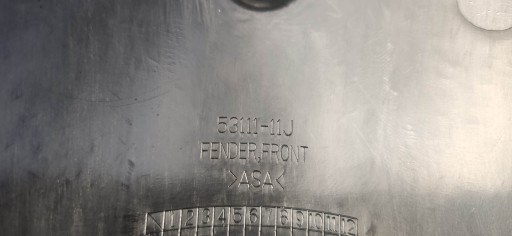 53111-11J
FENDER,FRONT
>ASA<
1 2 3 4 5 6 7 8 9 10 11 12